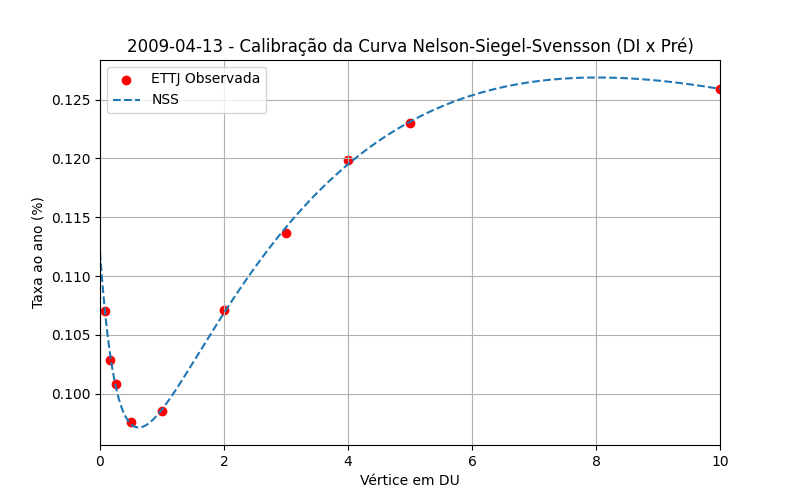 2009-04-13 - Calibração da Curva Nelson-Siegel-Svensson (DI x Pré)
ETTJ Observada
NSS
Taxa ao ano (%)
0.125
0.120
0.115
0.110
0.105
0.100
0 2 4 6 8 10
Vértice em DU